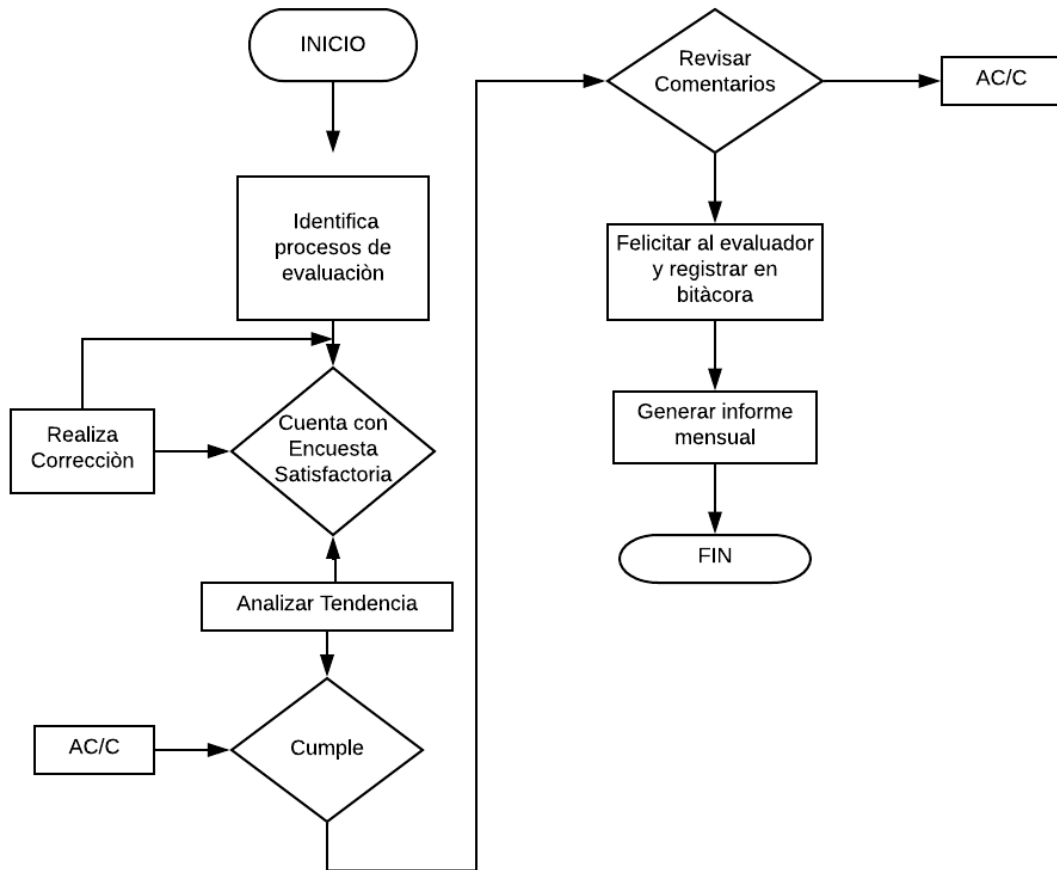 INICIO
Identifica
procesos de
evaluaciòn
Realiza
Correcciòn
Cuenta con
Encuesta
Satisfactoria
Analizar Tendencia
AC/C
Cumple
Revisar
Comentarios
AC/C
Felicitar al evaluador
y registrar en
bitàcora
Generar informe
mensual
FIN